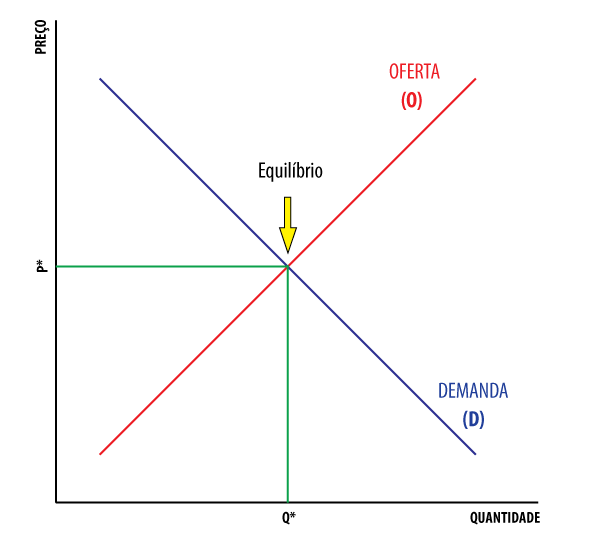 PREÇO
OFERTA
(O)
Equilíbrio
P*
DEMANDA
(D)
Q*
QUANTIDADE